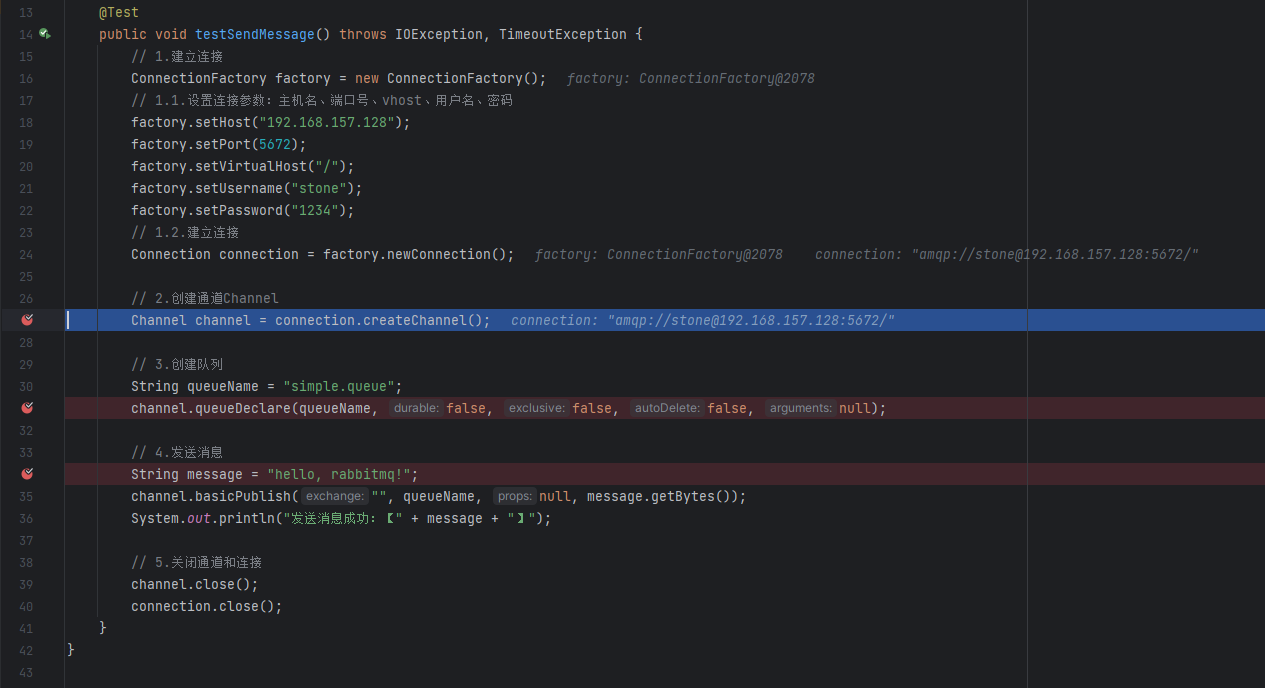 13 @Test
14 public void testSendMessage() throws IOException, TimeoutException {
15 // 1.建立连接
16 ConnectionFactory factory = new ConnectionFactory(); factory: ConnectionFactory@2078
17 // 1.1.设置连接参数：主机名、端口号、vhost、用户名、密码
18 factory.setHost("192.168.157.128");
19 factory.setPort(5672);
20 factory.setVirtualHost("/");
21 factory.setUsername("stone");
22 factory.setPassword("1234");
23 // 1.2.建立连接
24 Connection connection = factory.newConnection(); factory: ConnectionFactory@2078 connection: "amqp://stone@192.168.157.128:5672/"
25
26 // 2.创建通道Channel
Channel channel = connection.createChannel(); connection: "amqp://stone@192.168.157.128:5672/"
28
29 // 3.创建队列
30 String queueName = "simple.queue";
channel.queueDeclare(queueName, durable: false, exclusive: false, autoDelete: false, arguments: null);
32
33 // 4.发送消息
String message = "hello, rabbitmq!";
35 channel.basicPublish( exchange: "", queueName, props: null, message.getBytes());
36 System.out.println("发送消息成功：【" + message + "】");
37
38 // 5.关闭通道和连接
39 channel.close();
40 connection.close();
41 }
42 }
43